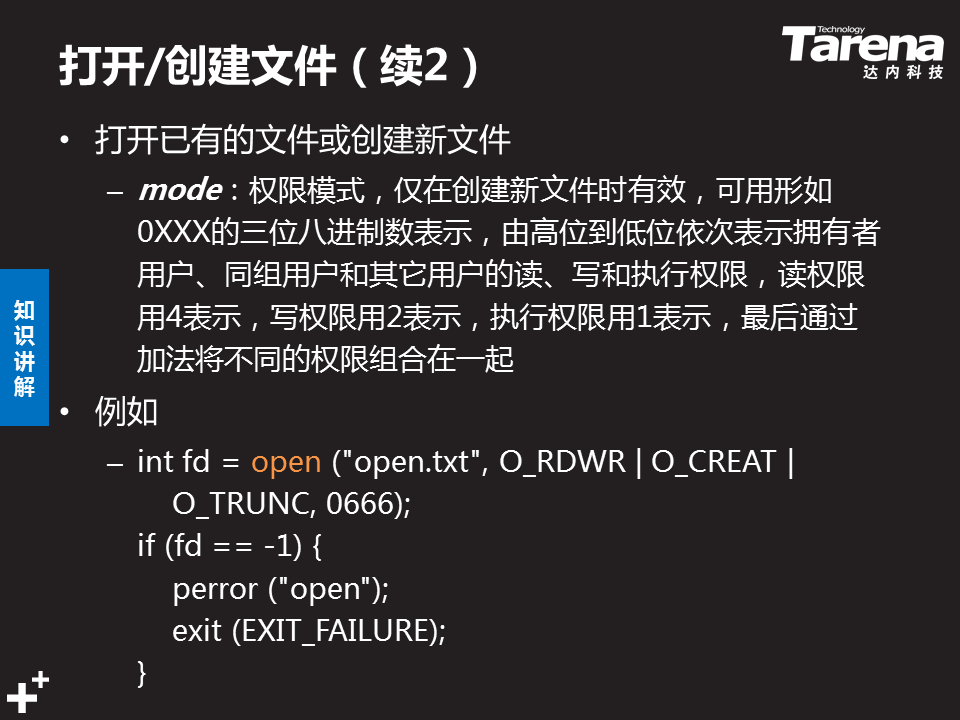 打开/创建文件（续2）
Technology
Tarena
达内科技
• 打开已有的文件或创建新文件
– mode：权限模式，仅在创建新文件时有效，可用形如
0XXX的三位八进制数表示，由高位到低位依次表示拥有者
用户、同组用户和其它用户的读、写和执行权限，读权限
用4表示，写权限用2表示，执行权限用1表示，最后通过
加法将不同的权限组合在一起
知识讲解
• 例如
– int fd = open ("open.txt", O_RDWR | O_CREAT |
O_TRUNC, 0666);
if (fd == -1) {
perror ("open");
exit (EXIT_FAILURE);
}